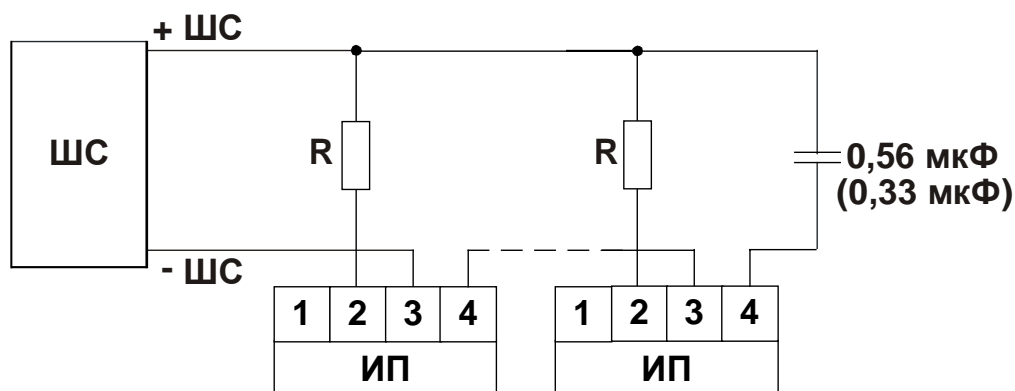 + ШС
ШС
R
R
0,56 мкФ
(0,33 мкФ)
- ШС
1 2 3 4
1 2 3 4
ИП
ИП